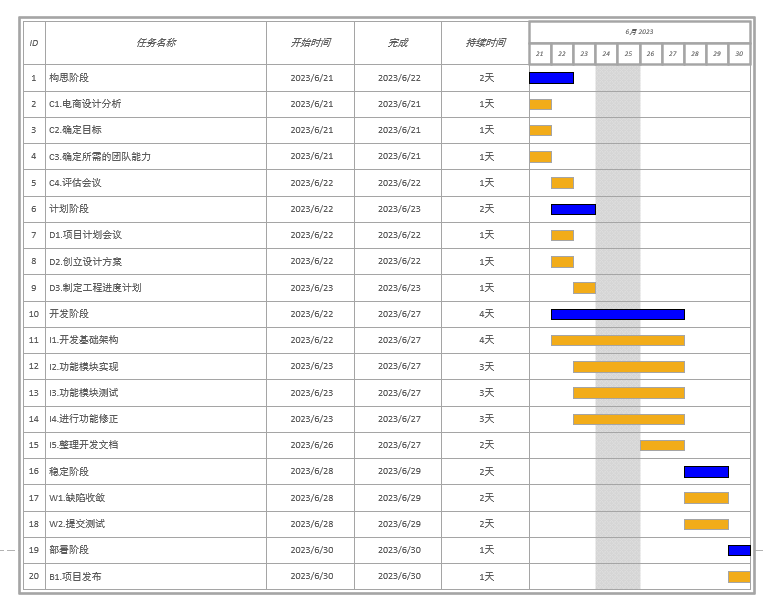 ID 任务名称 开始时间 完成 持续时间 6月 2023
21 22 23 24 25 26 27 28 29 30
1 构思阶段 2023/6/21 2023/6/22 2天
2 C1.电商设计分析 2023/6/21 2023/6/21 1天
3 C2.确定目标 2023/6/21 2023/6/21 1天
4 C3.确定所需的团队能力 2023/6/21 2023/6/21 1天
5 C4.评估会议 2023/6/22 2023/6/22 1天
6 计划阶段 2023/6/22 2023/6/23 2天
7 D1.项目计划会议 2023/6/22 2023/6/22 1天
8 D2.创立设计方案 2023/6/22 2023/6/22 1天
9 D3.制定工程进度计划 2023/6/23 2023/6/23 1天
10 开发阶段 2023/6/22 2023/6/27 4天
11 I1.开发基础架构 2023/6/22 2023/6/27 4天
12 I2.功能模块实现 2023/6/23 2023/6/27 3天
13 I3.功能模块测试 2023/6/23 2023/6/27 3天
14 I4.进行功能修正 2023/6/23 2023/6/27 3天
15 I5.整理开发文档 2023/6/26 2023/6/27 2天
16 稳定阶段 2023/6/28 2023/6/29 2天
17 W1.缺陷收敛 2023/6/28 2023/6/29 2天
18 W2.提交测试 2023/6/28 2023/6/29 2天
19 部署阶段 2023/6/30 2023/6/30 1天
20 B1.项目发布 2023/6/30 2023/6/30 1天